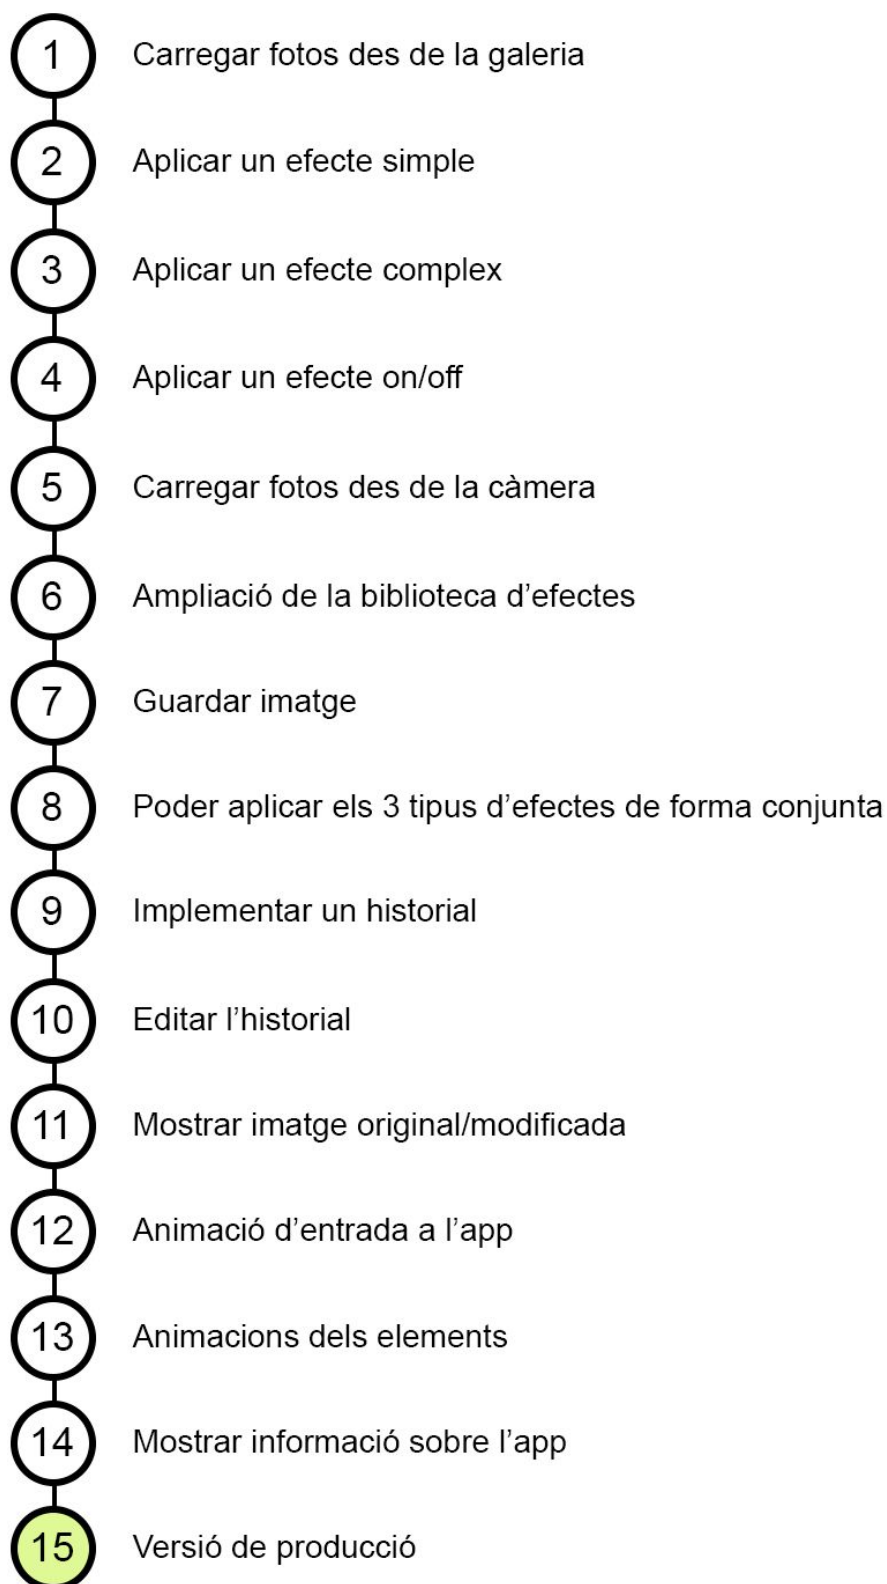 1 Carregar fotos des de la galeria
2 Aplicar un efecte simple
3 Aplicar un efecte complex
4 Aplicar un efecte on/off
5 Carregar fotos des de la càmera
6 Ampliació de la biblioteca d’efectes
7 Guardar imatge
8 Poder aplicar els 3 tipus d’efectes de forma conjunta
9 Implementar un historial
10 Editar l’historial
11 Mostrar imatge original/modificada
12 Animació d’entrada a l’app
13 Animacions dels elements
14 Mostrar informació sobre l’app
15 Versió de producció